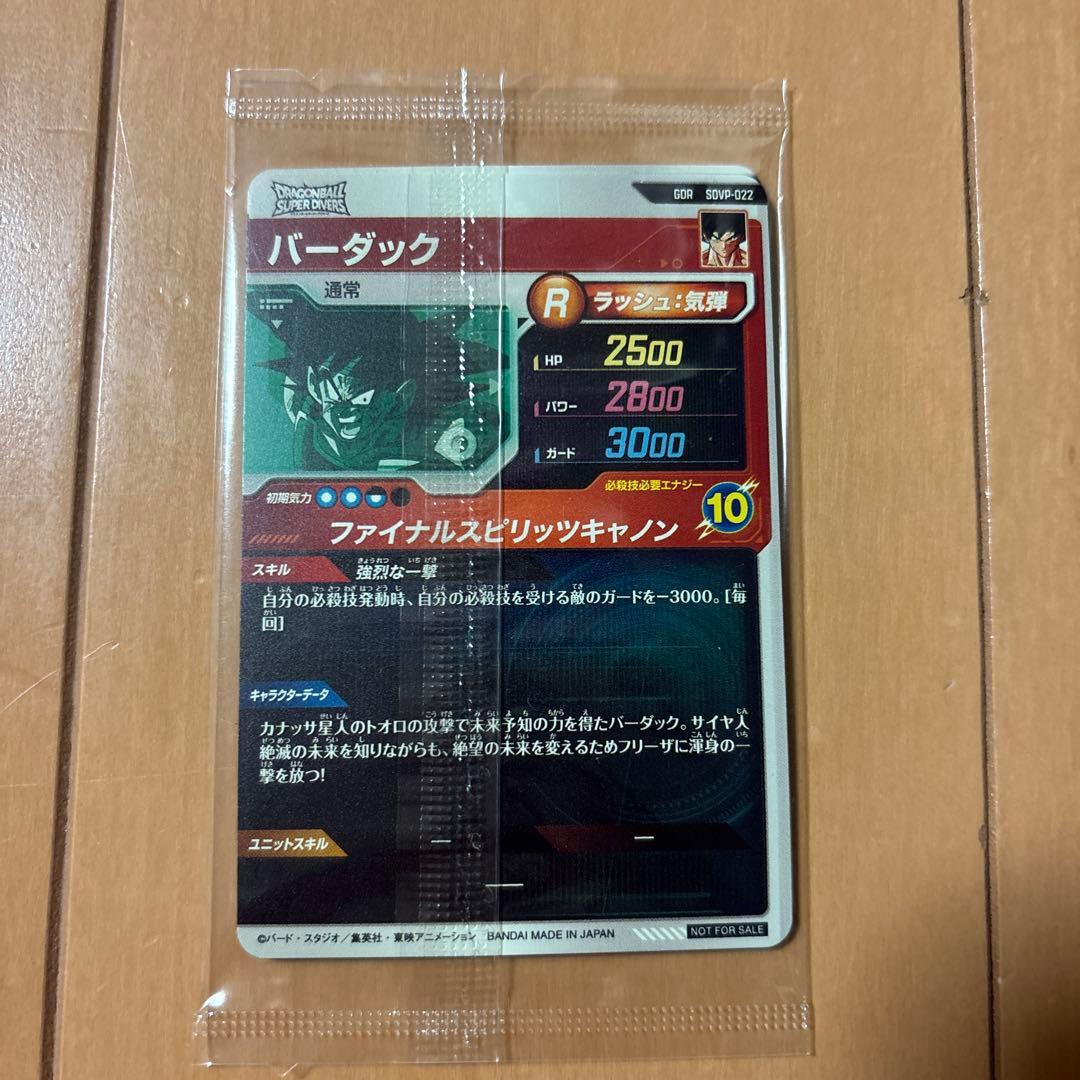 DRAGONBALL
SUPER DIVERS
GDR SDVP-022
バーダック
通常
R ラッシュ:気弾
HP 2500
パワー 2800
ガード 3000
初期気力
必殺技必要エナジー
10
ファイナルスピリッツキャノン
スキル 強烈な一撃
自分の必殺技発動時、自分の必殺技を受ける敵のガードを-3000。[毎
回]
キャラクターデータ
カナッサ星人のトオロの攻撃で未来予知の力を得たバーダック。サイヤ人
絶滅の未来を知りながらも、絶望の未来を変えるためフリーザに渾身の一
撃を放つ!
ユニットスキル ー ー
ー
©バード・スタジオ/集英社・東映アニメーション BANDAI MADE IN JAPAN NOT FOR SALE